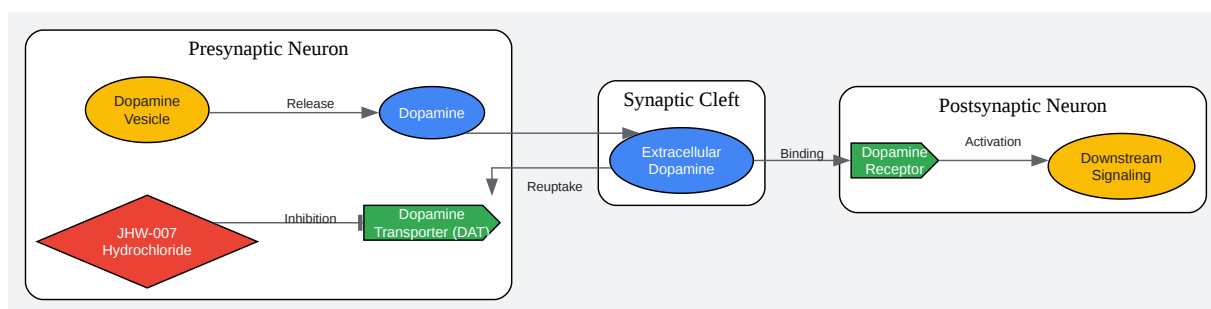 Presynaptic Neuron
Dopamine
Vesicle
Release
Dopamine
JHW-007
Hydrochloride
Inhibition
Dopamine
Transporter (DAT)
Reuptake
Synaptic Cleft
Extracellular
Dopamine
Binding
Postsynaptic Neuron
Dopamine
Receptor
Activation
Downstream
Signaling